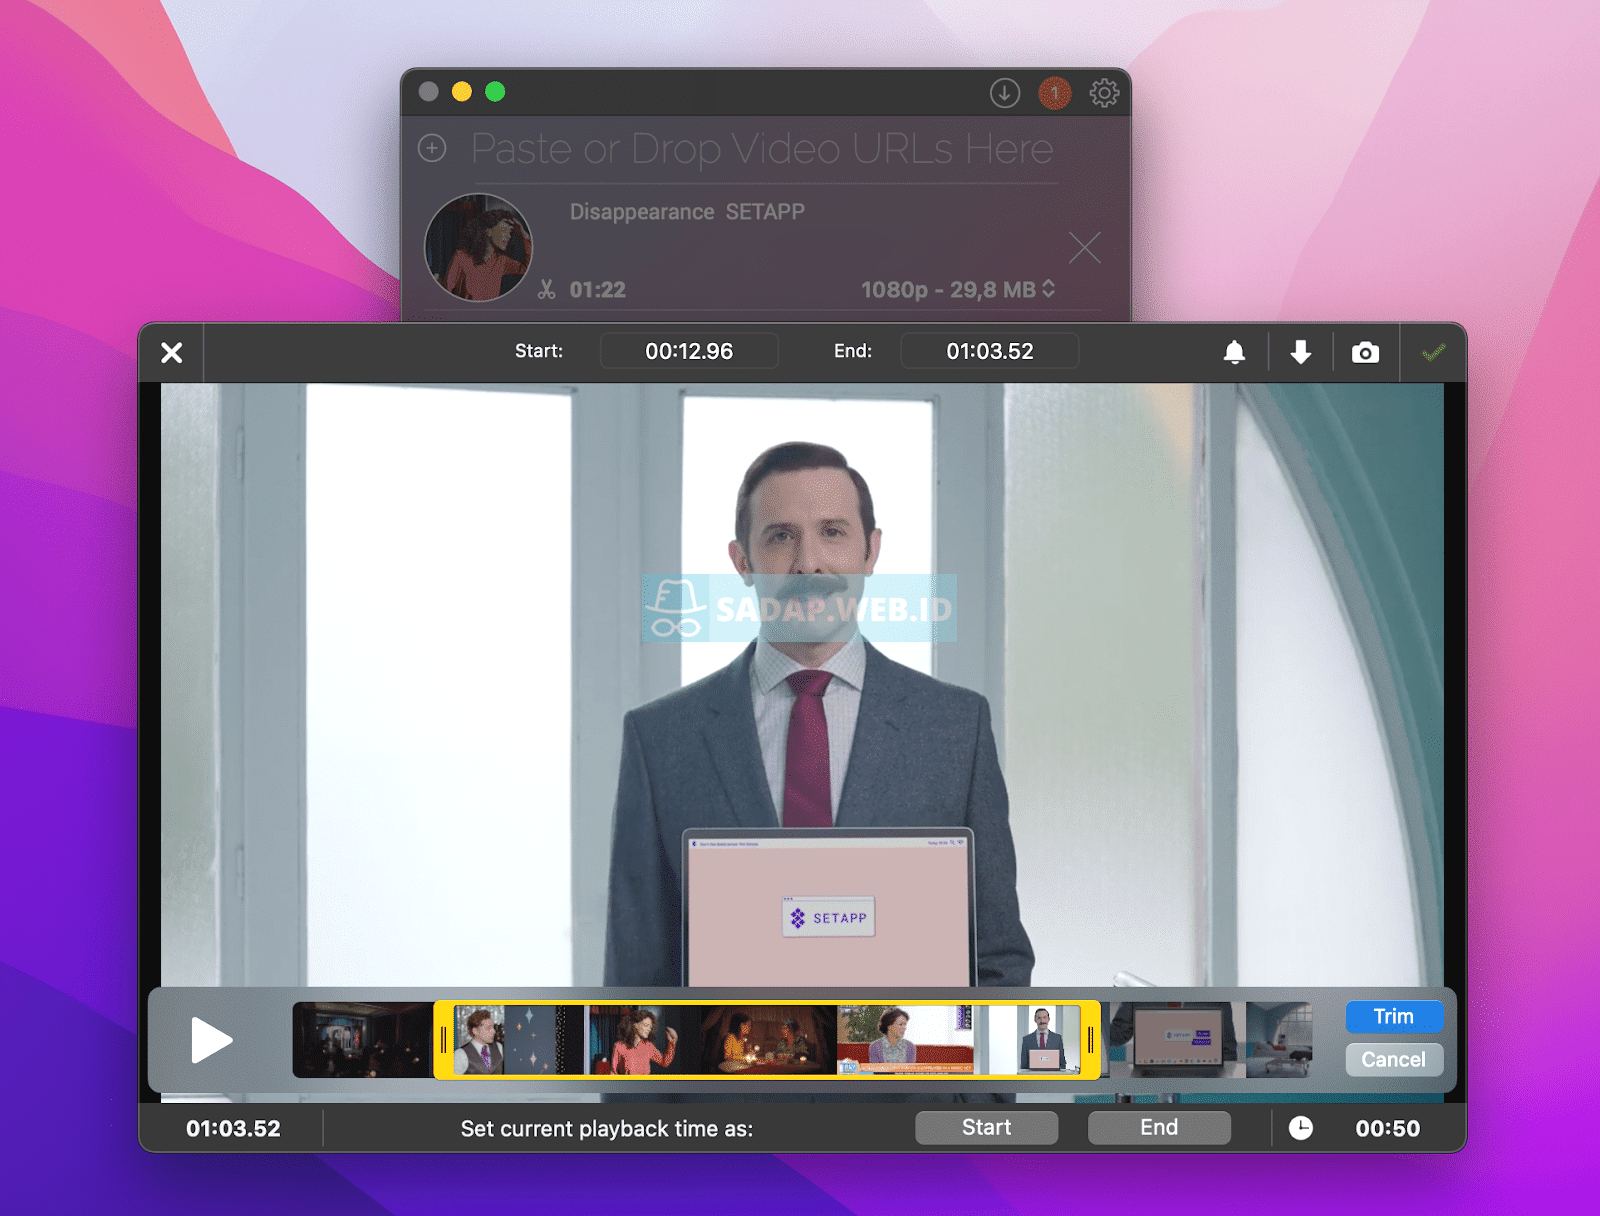 1
Paste or Drop Video URLs Here
Disappearance SETAPP
01:22
1080p - 29,8 MB
Start:
00:12.96
End:
01:03.52
SADAP.WEB.ID
SETAPP
Trim
Cancel
01:03.52
Set current playback time as:
Start
End
00:50